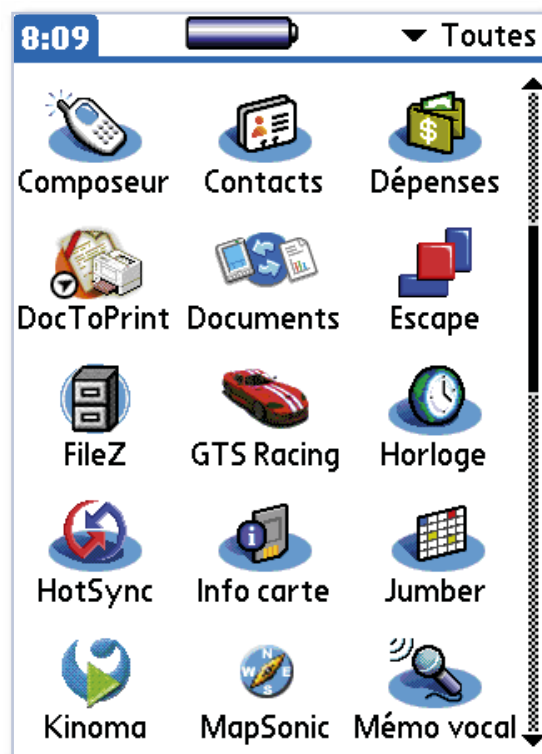 8:09 Toutes
Composeur Contacts Dépenses
DocToPrint Documents Escape
FileZ GTS Racing Horloge
HotSync Info carte Jumber
N
W E
S
Kinoma MapSonic Mémo vocal